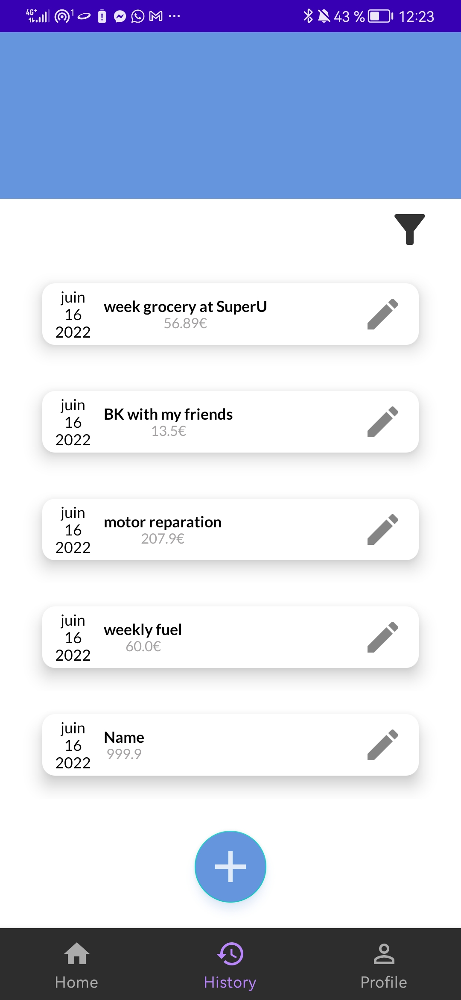 4G+ 1 43 % 12:23
juin
16
2022
week grocery at SuperU
56.89€
juin
16
2022
BK with my friends
13.5€
juin
16
2022
motor reparation
207.9€
juin
16
2022
weekly fuel
60.0€
juin
16
2022
Name
999.9
Home History Profile